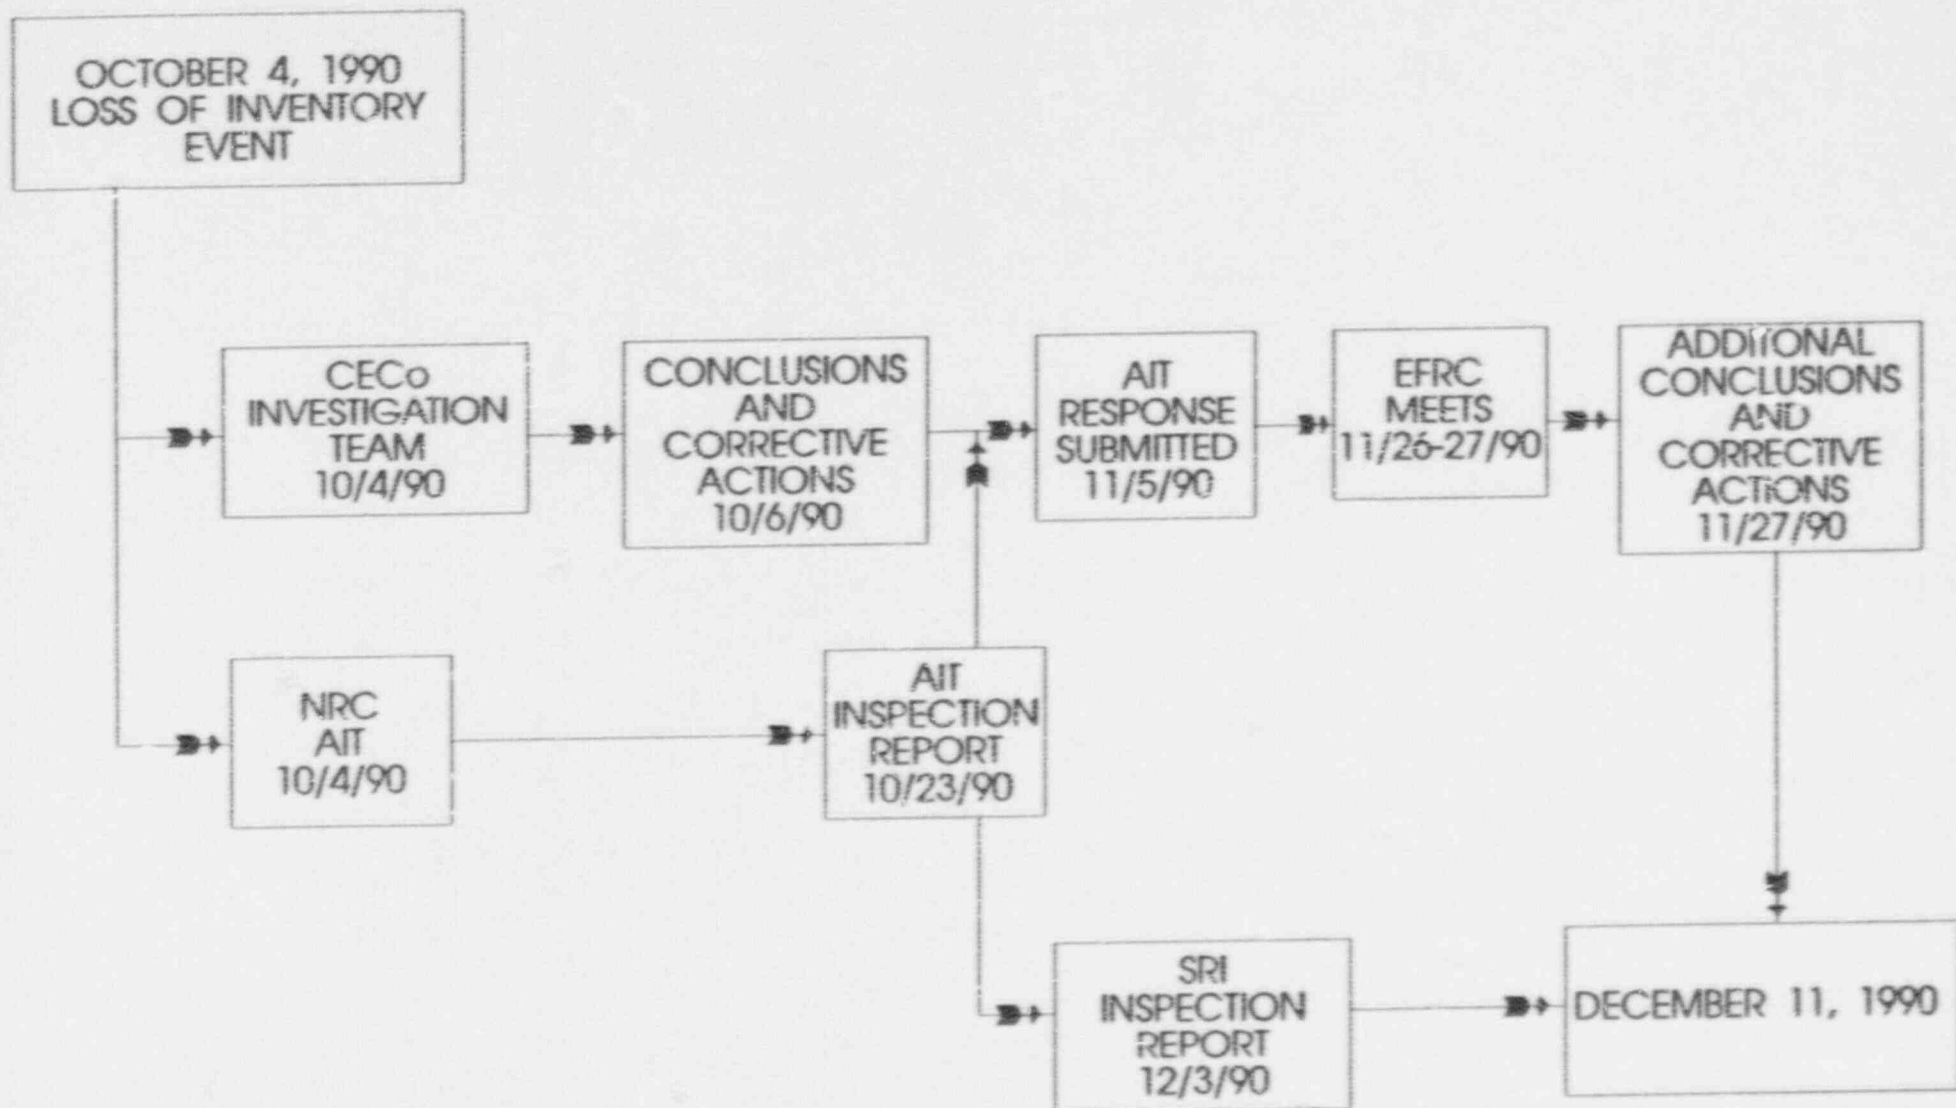 OCTOBER 4, 1990
LOSS OF INVENTORY
EVENT
CECo
INVESTIGATION
TEAM
10/4/90
CONCLUSIONS
AND
CORRECTIVE
ACTIONS
10/6/90
AIT
RESPONSE
SUBMITTED
11/5/90
EFRC
MEETS
11/26-27/90
ADDITIONAL
CONCLUSIONS
AND
CORRECTIVE
ACTIONS
11/27/90
NRC
AIT
10/4/90
AIT
INSPECTION
REPORT
10/23/90
SRI
INSPECTION
REPORT
12/3/90
DECEMBER 11, 1990